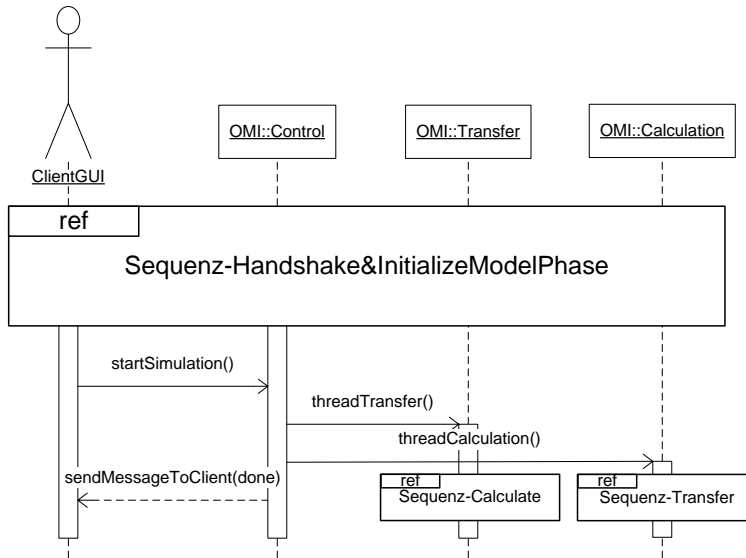 ClientGUI
OMI::Control
OMI::Transfer
OMI::Calculation
ref
Sequenz-Handshake&InitializeModelPhase
startSimulation()
threadTransfer()
threadCalculation()
sendMessageToClient(done)
ref
Sequenz-Calculate
ref
Sequenz-Transfer